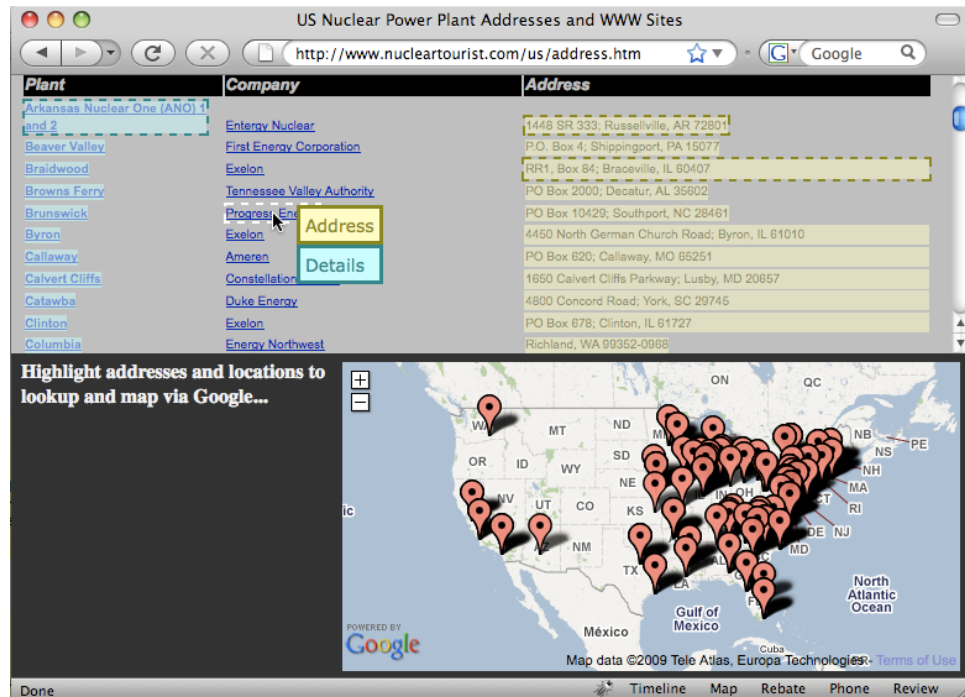 US Nuclear Power Plant Addresses and WWW Sites
http://www.nucleartourist.com/us/address.htm
G Google
Plant Company Address
Arkansas Nuclear One (ANO) 1
and 2 Entergy Nuclear 1448 SR 333; Russellville, AR 72801
Beaver Valley First Energy Corporation P.O. Box 4; Shippingport, PA 15077
Braidwood Exelon RR1, Box 84; Braceville, IL 60407
Browns Ferry Tennessee Valley Authority PO Box 2000; Decatur, AL 35602
Brunswick Progress Address PO Box 10429; Southport, NC 28461
Byron Exelon 4450 North German Church Road; Byron, IL 61010
Callaway Ameren Details PO Box 620; Callaway, MO 65251
Calvert Cliffs Constellation 1650 Calvert Cliffs Parkway; Lusby, MD 20657
Catawba Duke Energy 4800 Concord Road; York, SC 29745
Clinton Exelon PO Box 678; Clinton, IL 61727
Columbia Energy Northwest Richland, WA 99352-0968
Highlight addresses and locations to
lookup and map via Google...
ON QC
WA MT ND NB PE
OR ID WY SD NS
NH
NE MA
NV UT CO KS IL IN OH CT RI
DE NJ
AZ NM MD
TX LA AL
North
Atlantic
Ocean
Gulf of
Mexico
México
Cuba
POWERED BY
Google
Map data ©2009 Tele Atlas, Europa Technologies - Terms of Use
Done Timeline Map Rebate Phone Review